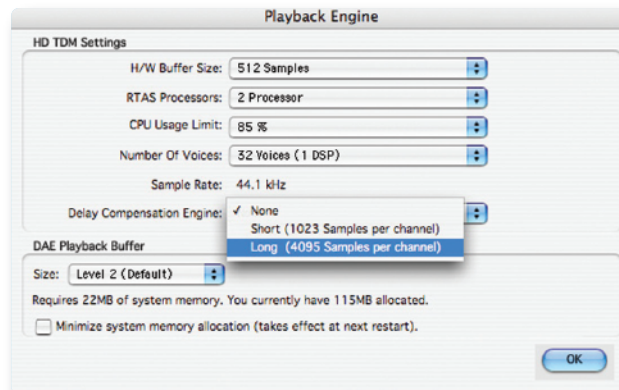 Playback Engine
HD TDM Settings
H/W Buffer Size: 512 Samples
RTAS Processors: 2 Processor
CPU Usage Limit: 85 %
Number Of Voices: 32 Voices (1 DSP)
Sample Rate: 44.1 kHz
Delay Compensation Engine: ✓ None
Short (1023 Samples per channel)
Long (4095 Samples per channel)
DAE Playback Buffer
Size: Level 2 (Default)
Requires 22MB of system memory. You currently have 115MB allocated.
Minimize system memory allocation (takes effect at next restart).
OK